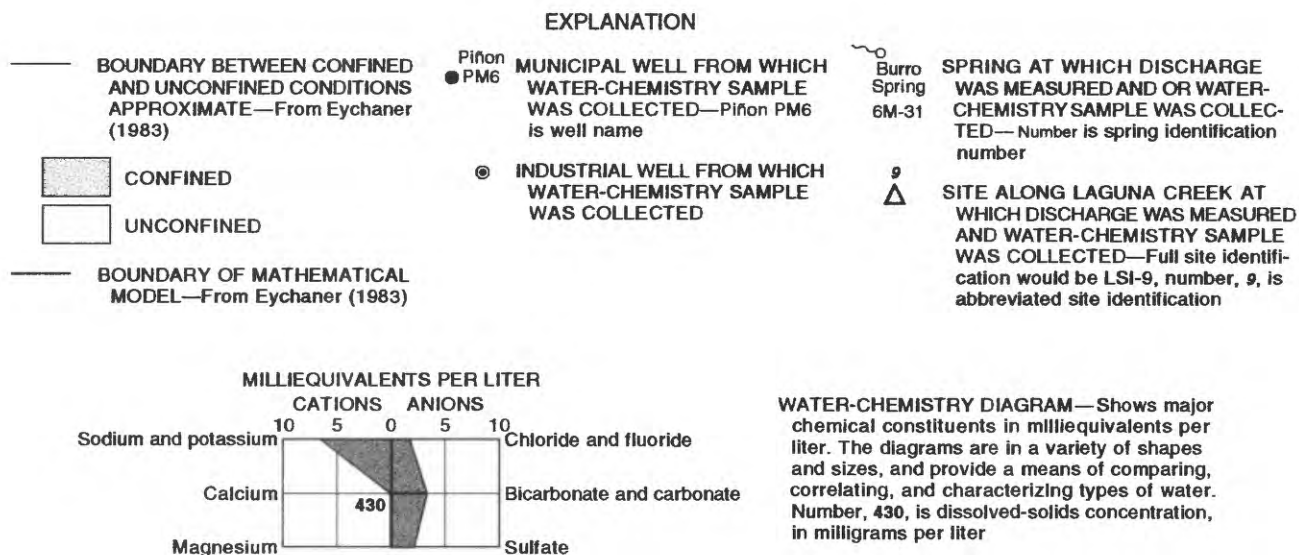 EXPLANATION
BOUNDARY BETWEEN CONFINED
AND UNCONFINED CONDITIONS
APPROXIMATE—From Eychaner
(1983)
CONFINED
UNCONFINED
BOUNDARY OF MATHEMATICAL
MODEL—From Eychaner (1983)
Piñon
PM6
MUNICIPAL WELL FROM WHICH
WATER-CHEMISTRY SAMPLE
WAS COLLECTED—Piñon PM6
is well name
INDUSTRIAL WELL FROM WHICH
WATER-CHEMISTRY SAMPLE
WAS COLLECTED
Burro
Spring
6M-31
SPRING AT WHICH DISCHARGE
WAS MEASURED AND OR WATER-
CHEMISTRY SAMPLE WAS COLLEC-
TED—Number is spring identification
number
9
SITE ALONG LAGUNA CREEK AT
WHICH DISCHARGE WAS MEASURED
AND WATER-CHEMISTRY SAMPLE
WAS COLLECTED—Full site identifi-
cation would be LSI-9, number, 9, is
abbreviated site identification
MILLIEQUIVALENTS PER LITER
CATIONS ANIONS
10 5 0 5 10
Sodium and potassium Chloride and fluoride
Calcium 430 Bicarbonate and carbonate
Magnesium Sulfate
WATER-CHEMISTRY DIAGRAM—Shows major
chemical constituents in milliequivalents per
liter. The diagrams are in a variety of shapes
and sizes, and provide a means of comparing,
correlating, and characterizing types of water.
Number, 430, is dissolved-solids concentration,
in milligrams per liter